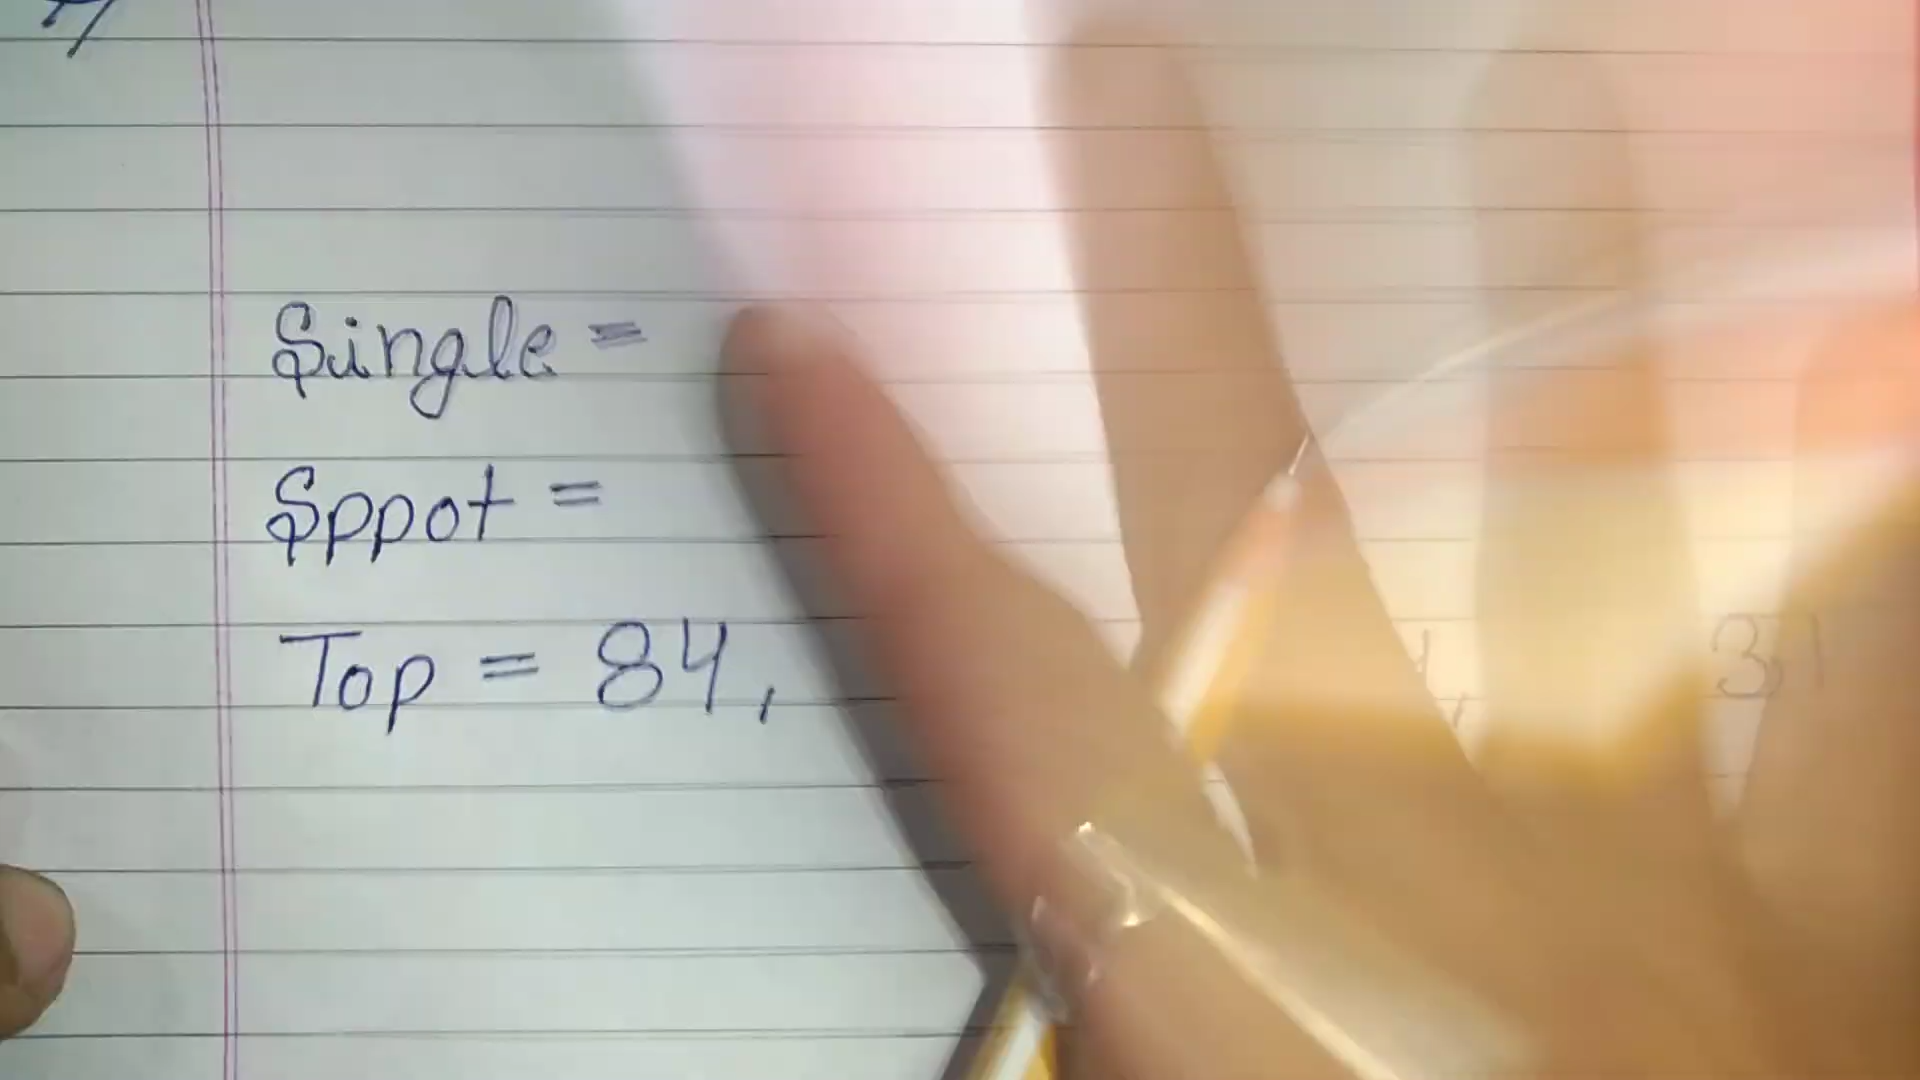 Single =
Sppot =
Top = 84,